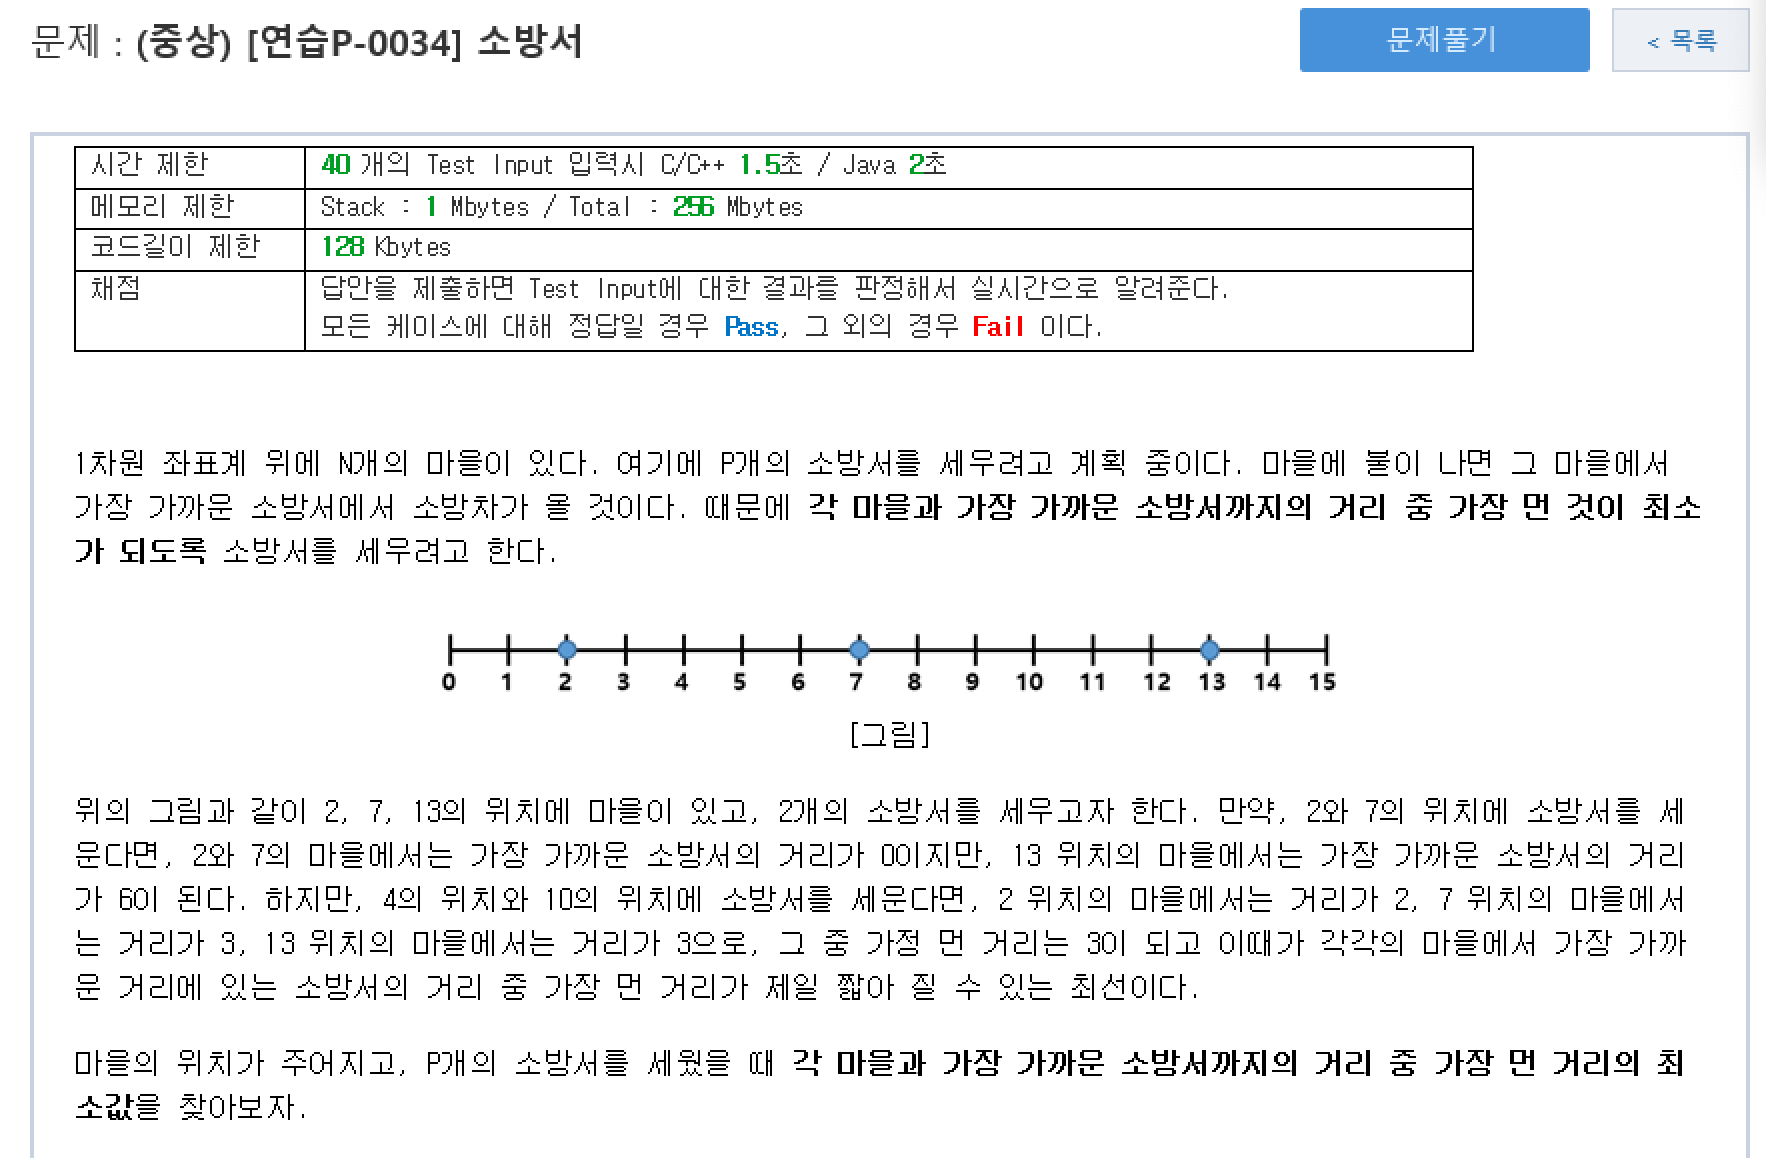 문제 : (중상) [연습P-0034] 소방서
문제풀기
< 목록
시간 제한 40 개의 Test Input 입력시 C/C++ 1.5초 / Java 2초
메모리 제한 Stack : 1 Mbytes / Total : 256 Mbytes
코드길이 제한 128 Kbytes
채점 답안을 제출하면 Test Input에 대한 결과를 판정해서 실시간으로 알려준다.
모든 케이스에 대해 정답일 경우 Pass, 그 외의 경우 Fail 이다.
1차원 좌표계 위에 N개의 마을이 있다. 여기에 P개의 소방서를 세우려고 계획 중이다. 마을에 불이 나면 그 마을에서
가장 가까운 소방서에서 소방차가 올 것이다. 때문에 각 마을과 가장 가까운 소방서까지의 거리 중 가장 먼 것이 최소
가 되도록 소방서를 세우려고 한다.
0 1 2 3 4 5 6 7 8 9 10 11 12 13 14 15
[그림]
위의 그림과 같이 2, 7, 13의 위치에 마을이 있고, 2개의 소방서를 세우고자 한다. 만약, 2와 7의 위치에 소방서를 세
운다면, 2와 7의 마을에서는 가장 가까운 소방서의 거리가 0이지만, 13 위치의 마을에서는 가장 가까운 소방서의 거리
가 6이 된다. 하지만, 4의 위치와 10의 위치에 소방서를 세운다면, 2 위치의 마을에서는 거리가 2, 7 위치의 마을에서
는 거리가 3, 13 위치의 마을에서는 거리가 3으로, 그 중 가정 먼 거리는 3이 되고 이때가 각각의 마을에서 가장 가까
운 거리에 있는 소방서의 거리 중 가장 먼 거리가 제일 짧아 질 수 있는 최선이다.
마을의 위치가 주어지고, P개의 소방서를 세웠을 때 각 마을과 가장 가까운 소방서까지의 거리 중 가장 먼 거리의 최
소값을 찾아보자.